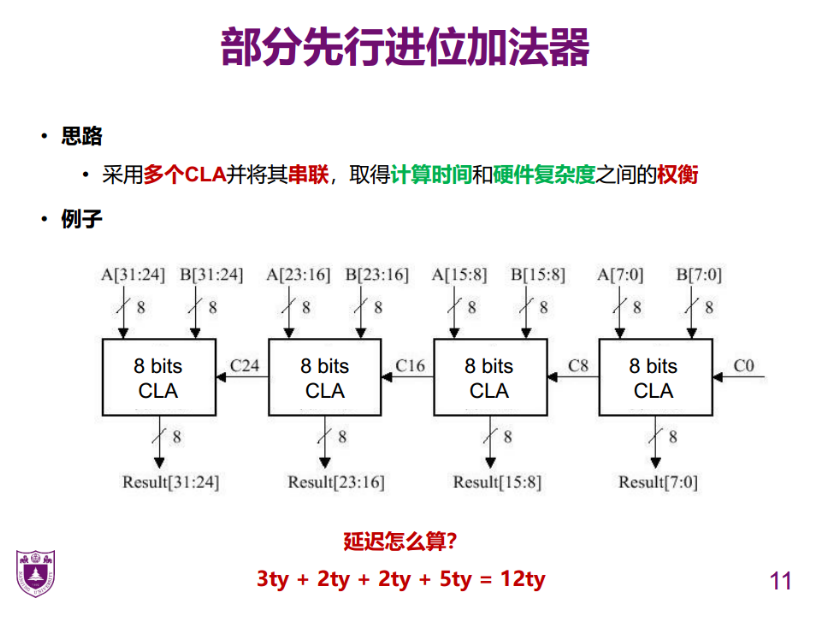 部分先行进位加法器
• 思路
• 采用多个CLA并将其串联，取得计算时间和硬件复杂度之间的权衡
• 例子
A[31:24] B[31:24] A[23:16] B[23:16] A[15:8] B[15:8] A[7:0] B[7:0]
8 8 8 8 8 8 8 8
8 bits CLA C24 8 bits CLA C16 8 bits CLA C8 8 bits CLA C0
8 8 8 8
Result[31:24] Result[23:16] Result[15:8] Result[7:0]
延迟怎么算？
3ty + 2ty + 2ty + 5ty = 12ty
11